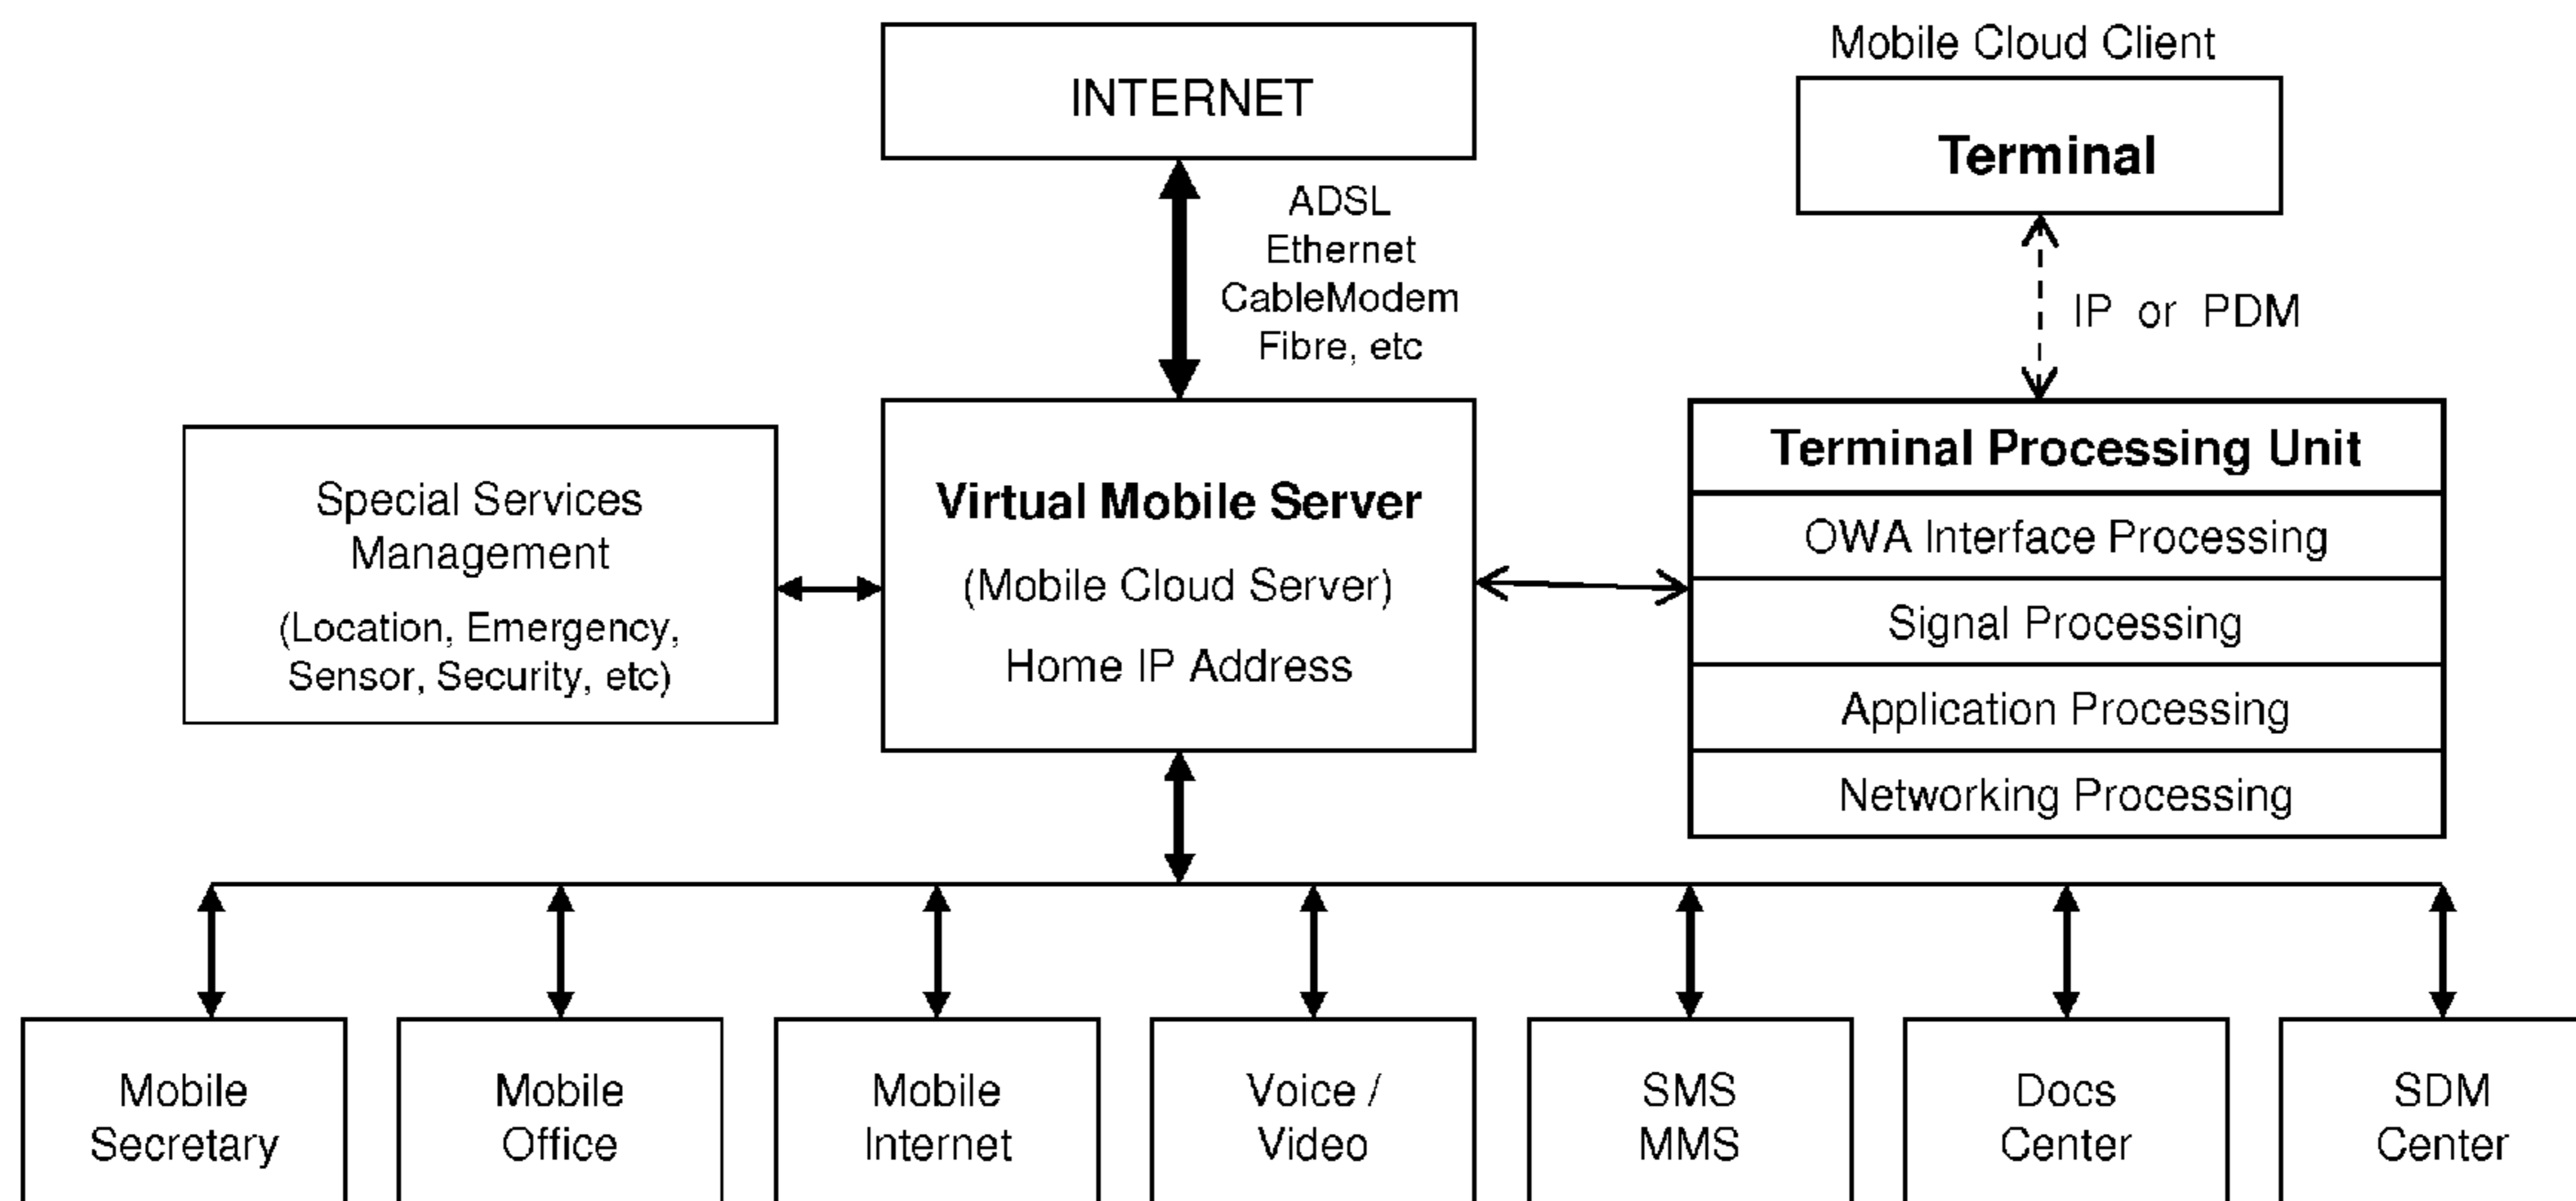 INTERNET
Mobile Cloud Client
Terminal
ADSL
Ethernet
CableModem
Fibre, etc
IP or PDM
Special Services
Management
(Location, Emergency,
Sensor, Security, etc)
Virtual Mobile Server
(Mobile Cloud Server)
Home IP Address
Terminal Processing Unit
OWA Interface Processing
Signal Processing
Application Processing
Networking Processing
Mobile
Secretary
Mobile
Office
Mobile
Internet
Voice /
Video
SMS
MMS
Docs
Center
SDM
Center